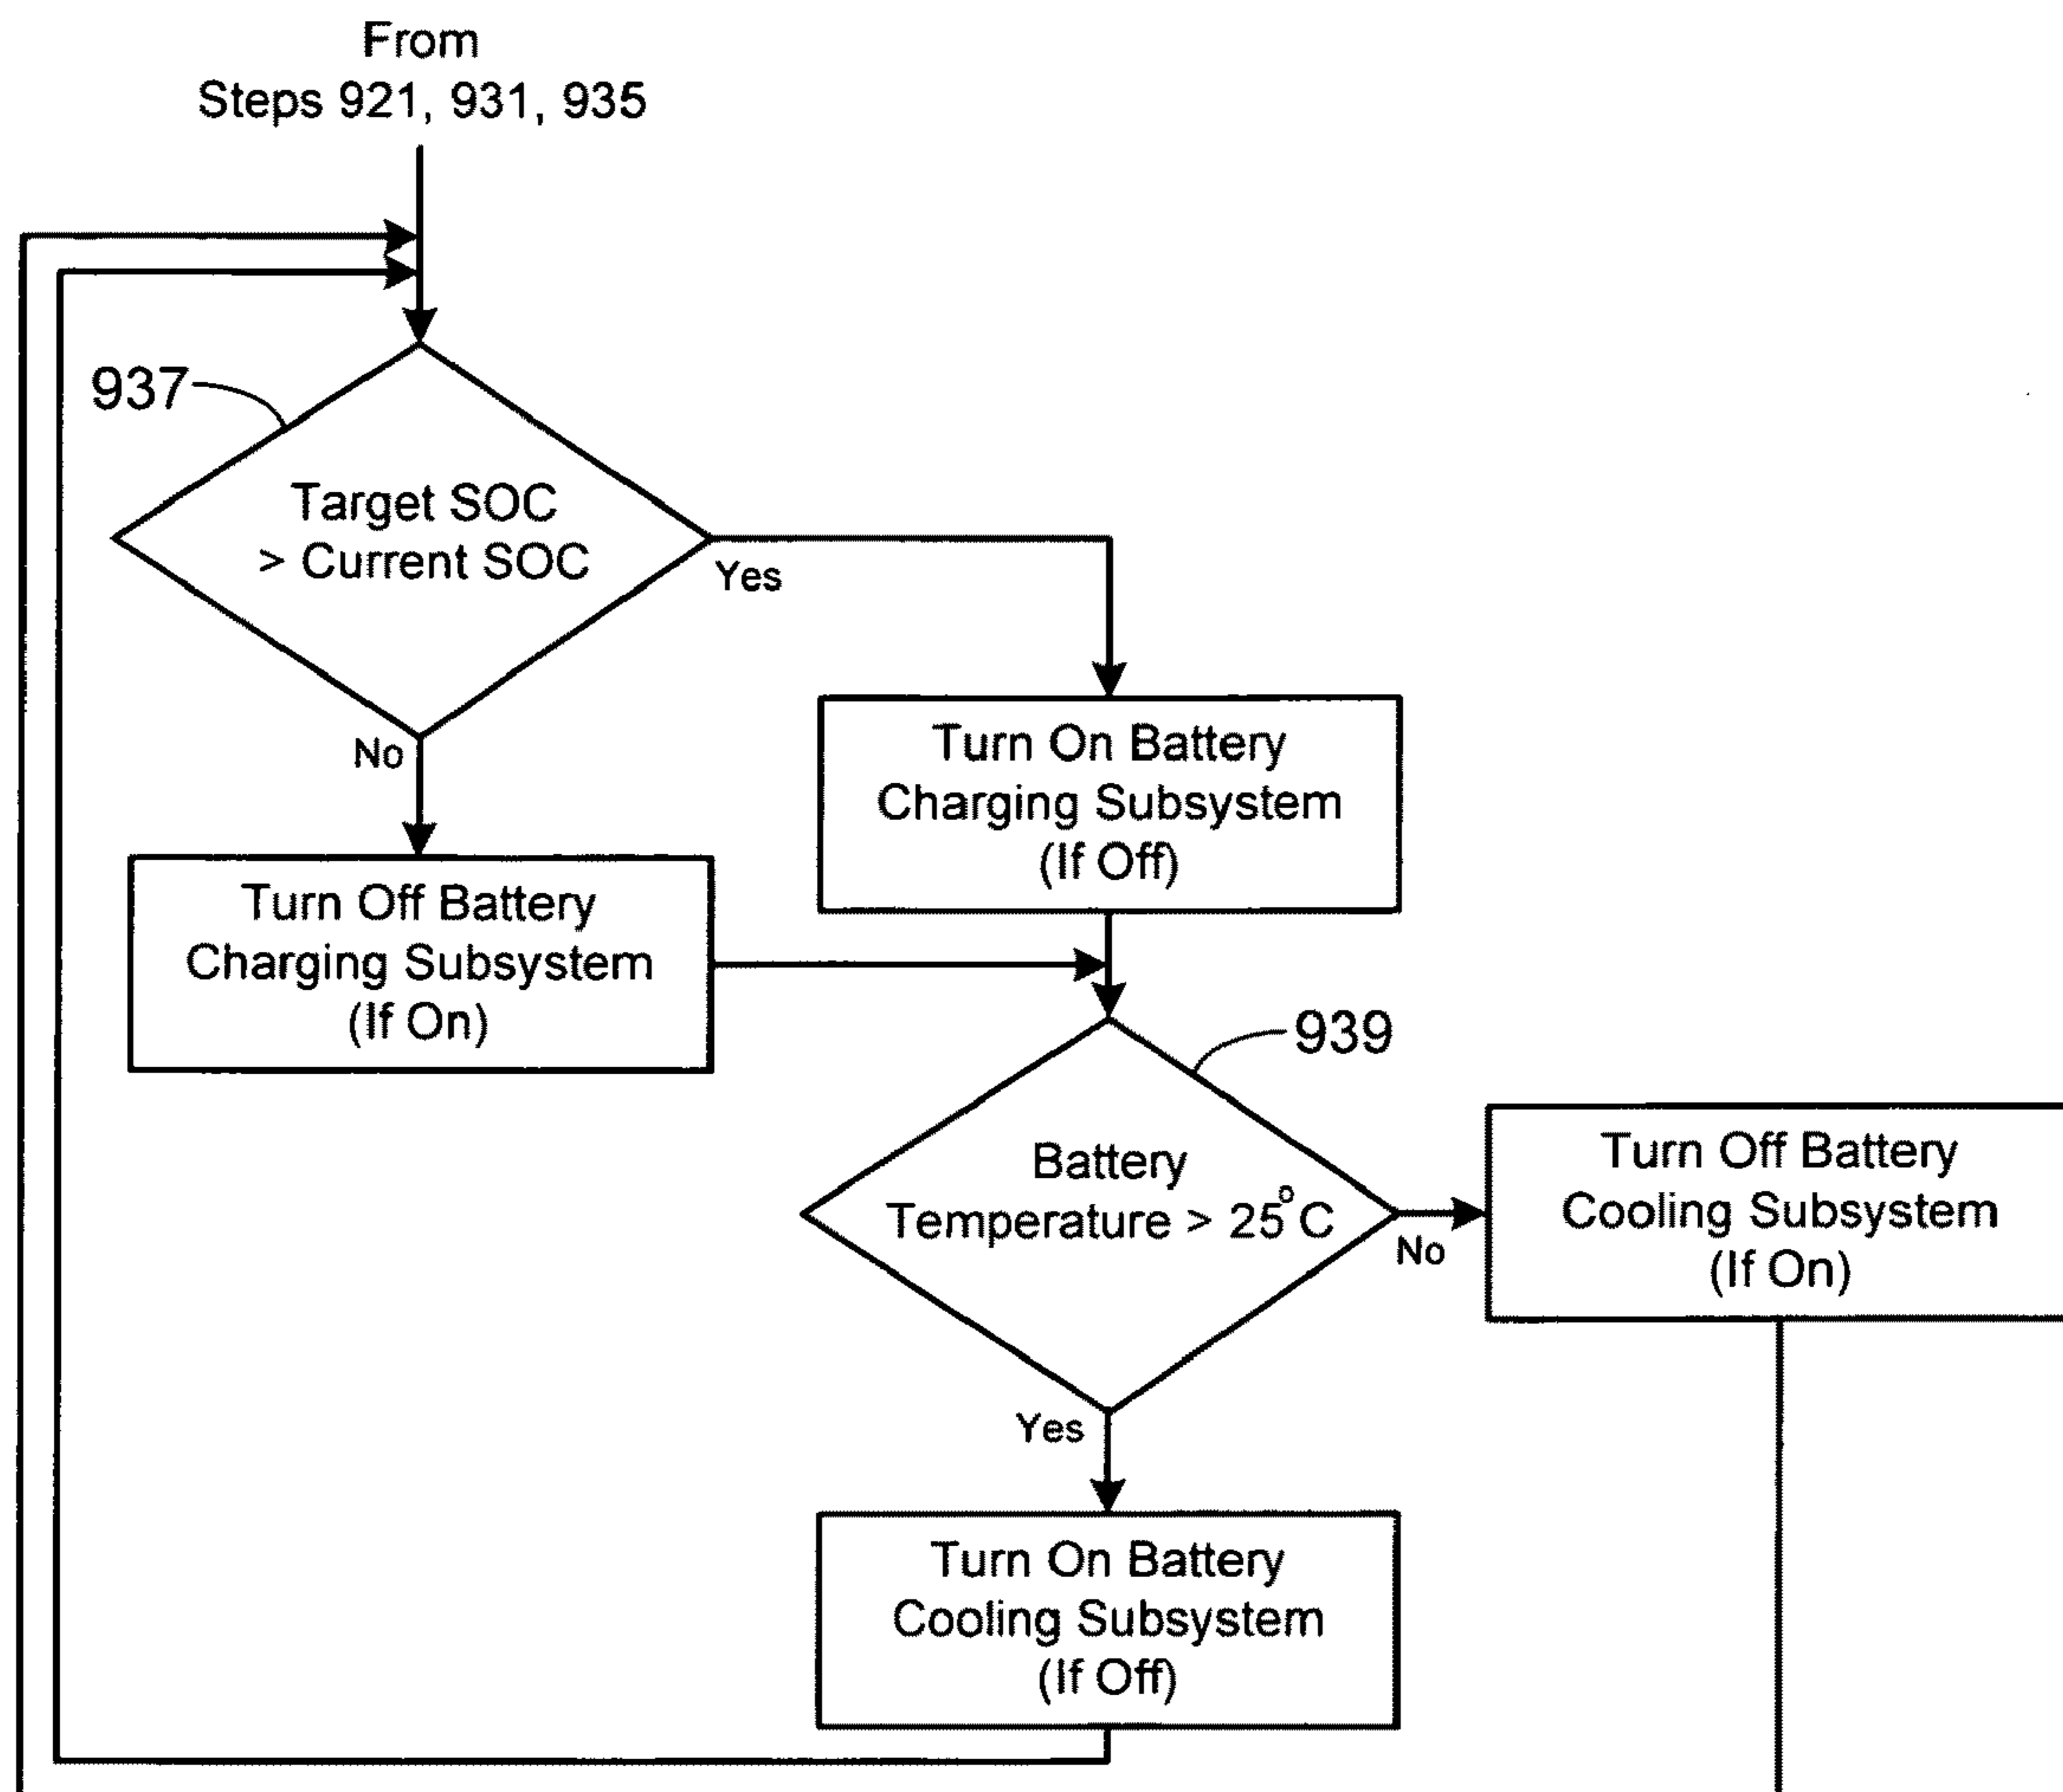 From
Steps 921, 931, 935
937
Target SOC
> Current SOC
Yes
No
Turn On Battery
Charging Subsystem
(If Off)
Turn Off Battery
Charging Subsystem
(If On)
939
Battery
Temperature > 25°C
No
Turn Off Battery
Cooling Subsystem
(If On)
Yes
Turn On Battery
Cooling Subsystem
(If Off)